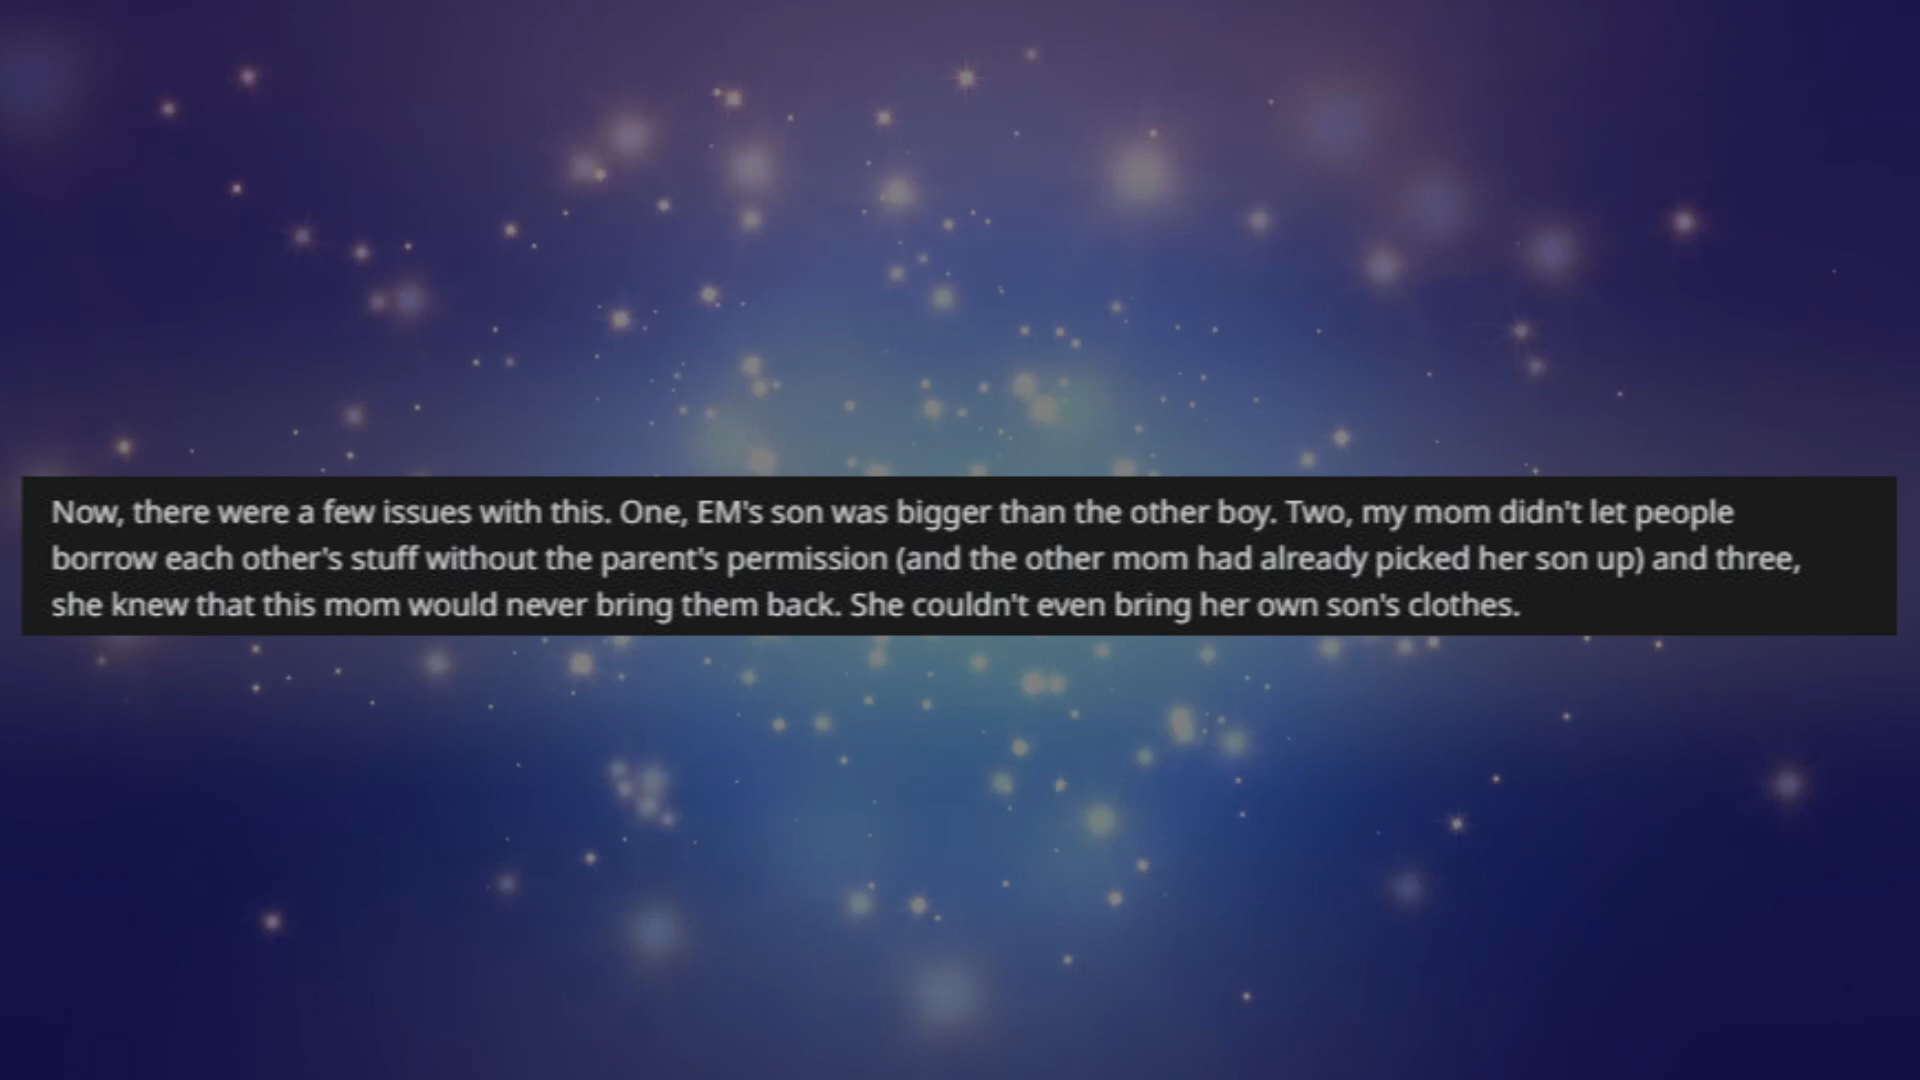 Now, there were a few issues with this. One, EM's son was bigger than the other boy. Two, my mom didn't let people
borrow each other's stuff without the parent's permission (and the other mom had already picked her son up) and three,
she knew that this mom would never bring them back. She couldn't even bring her own son's clothes.